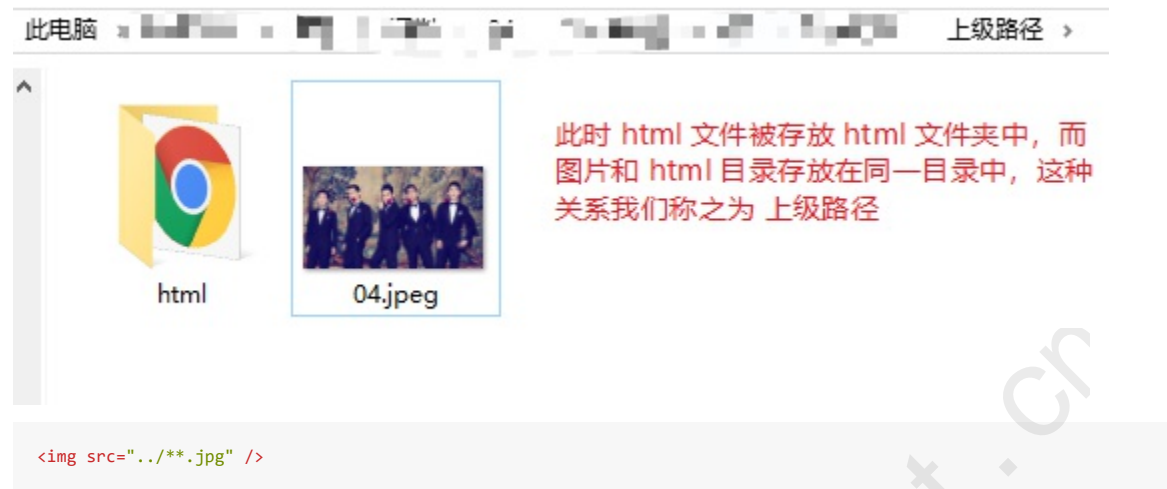 此电脑
上级路径 >
此时 html 文件被存放 html 文件夹中，而
图片和 html 目录存放在同一目录中，这种
关系我们称之为 上级路径
html
04.jpeg
<img src="../**.jpg" />